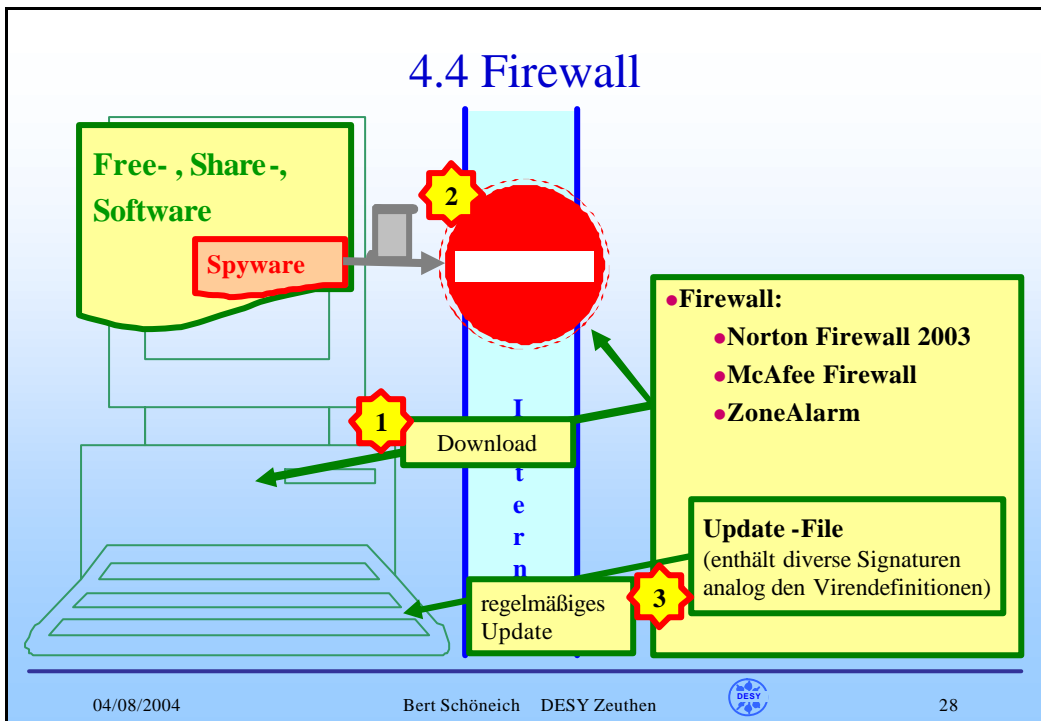 4.4 Firewall
Free- , Share-,
Software
Spyware
2
●Firewall:
●Norton Firewall 2003
●McAfee Firewall
●ZoneAlarm
1
Download
I
t
e
r
n
Update -File
(enthält diverse Signaturen
analog den Virendefinitionen)
3
regelmäßiges
Update
04/08/2004
Bert Schöneich DESY Zeuthen
DESY
28